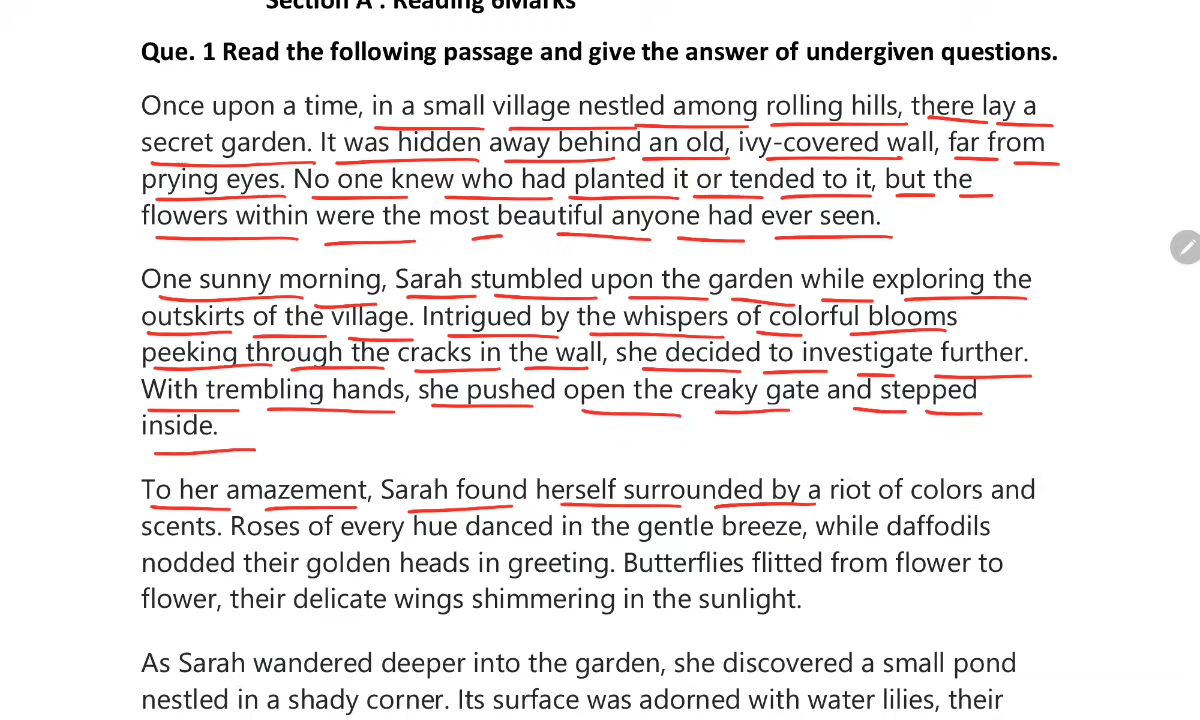 Section A : Reading 6Marks
Que. 1 Read the following passage and give the answer of undergiven questions.
Once upon a time, in a small village nestled among rolling hills, there lay a
secret garden. It was hidden away behind an old, ivy-covered wall, far from
prying eyes. No one knew who had planted it or tended to it, but the
flowers within were the most beautiful anyone had ever seen.
One sunny morning, Sarah stumbled upon the garden while exploring the
outskirts of the village. Intrigued by the whispers of colorful blooms
peeking through the cracks in the wall, she decided to investigate further.
With trembling hands, she pushed open the creaky gate and stepped
inside.
To her amazement, Sarah found herself surrounded by a riot of colors and
scents. Roses of every hue danced in the gentle breeze, while daffodils
nodded their golden heads in greeting. Butterflies flitted from flower to
flower, their delicate wings shimmering in the sunlight.
As Sarah wandered deeper into the garden, she discovered a small pond
nestled in a shady corner. Its surface was adorned with water lilies, their